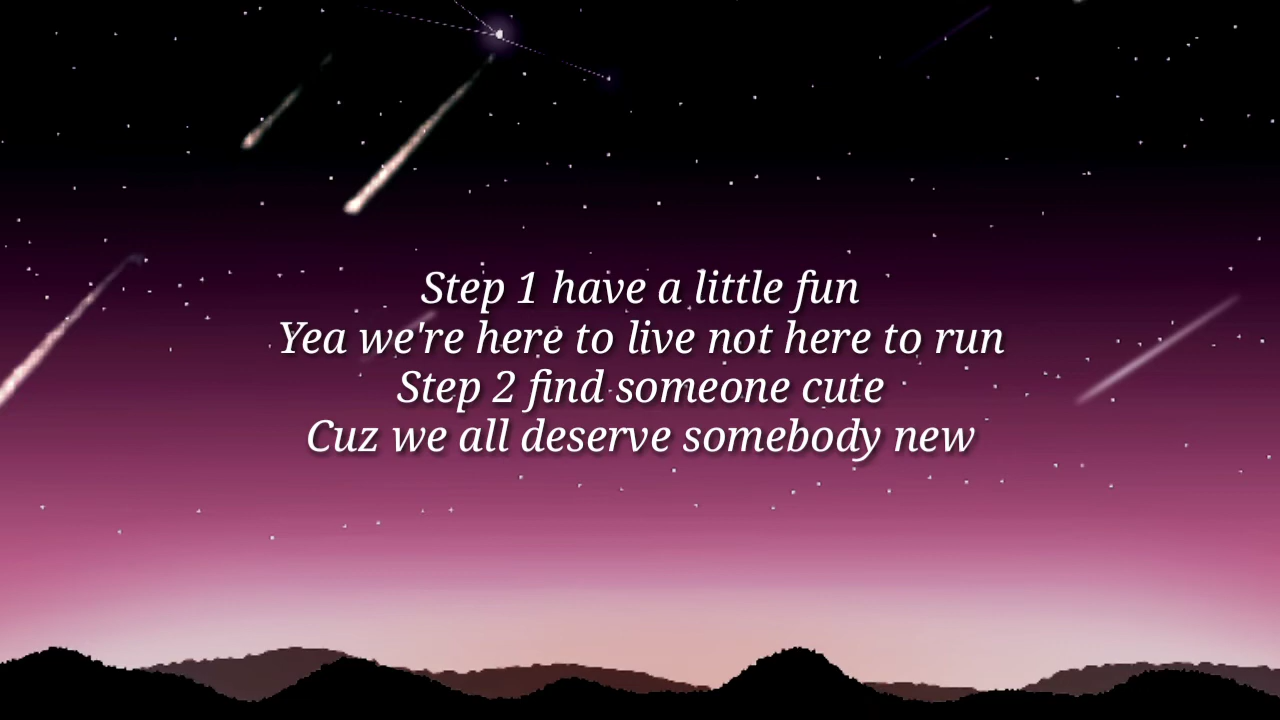 Step 1 have a little fun
Yea we're here to live not here to run
Step 2 find someone cute
Cuz we all deserve somebody new